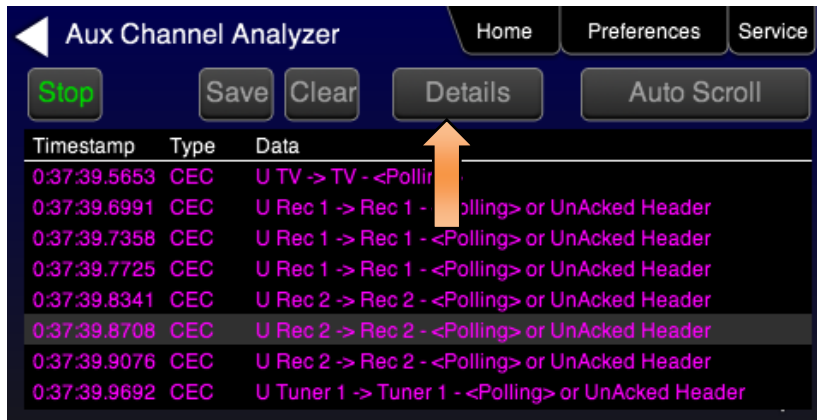 Aux Channel Analyzer Home Preferences Service
Stop Save Clear Details Auto Scroll
Timestamp Type Data
0:37:39.5653 CEC U TV -> TV - <Pollin
0:37:39.6991 CEC U Rec 1 -> Rec 1 - <Polling> or UnAcked Header
0:37:39.7358 CEC U Rec 1 -> Rec 1 - <Polling> or UnAcked Header
0:37:39.7725 CEC U Rec 1 -> Rec 1 - <Polling> or UnAcked Header
0:37:39.8341 CEC U Rec 2 -> Rec 2 - <Polling> or UnAcked Header
0:37:39.8708 CEC U Rec 2 -> Rec 2 - <Polling> or UnAcked Header
0:37:39.9076 CEC U Rec 2 -> Rec 2 - <Polling> or UnAcked Header
0:37:39.9692 CEC U Tuner 1 -> Tuner 1 - <Polling> or UnAcked Header